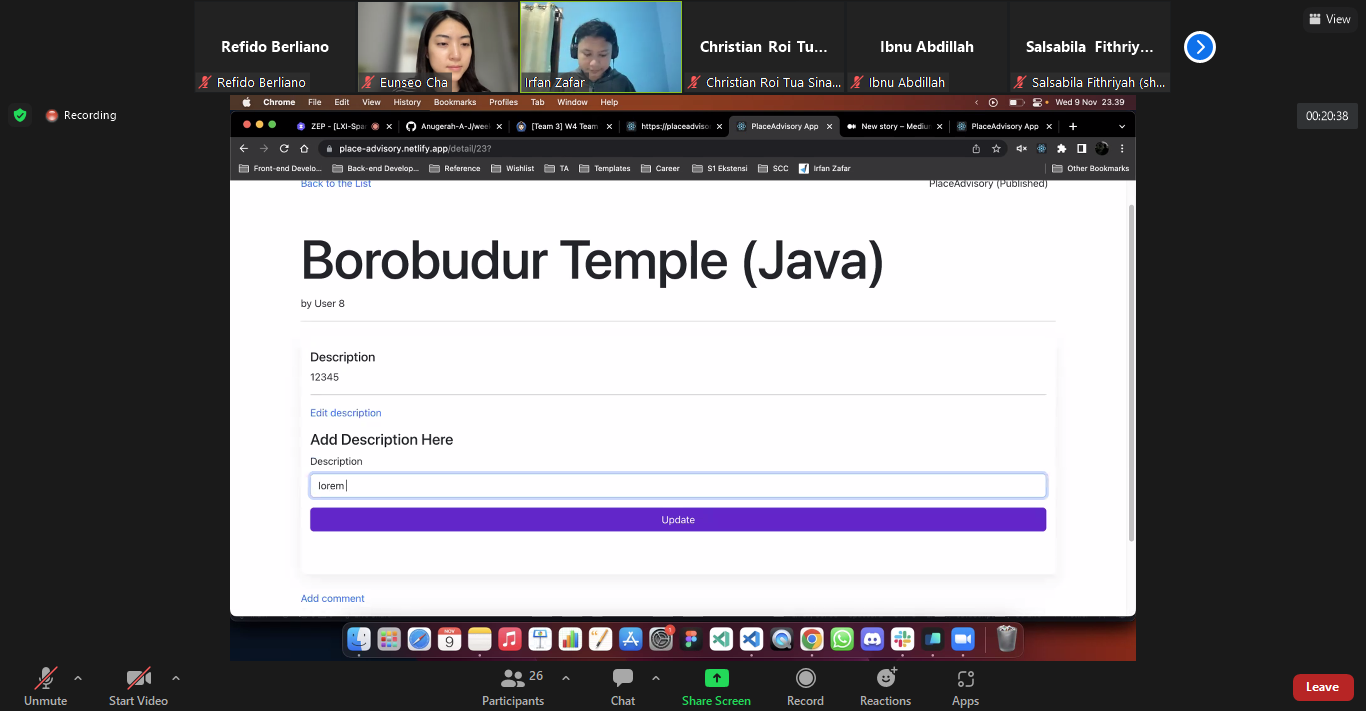 View
Refido Berliano
Christian Roi Tu...
Ibnu Abdillah
Salsabila Fithriy...
Refido Berliano
Eunseo Cha
Irfan Zafar
Christian Roi Tua Sina...
Ibnu Abdillah
Salsabila Fithriyah (sh...
Recording
00:20:38
Chrome File Edit View History Bookmarks Profiles Tab Window Help
Wed 9 Nov 23.39
ZEP - [LXI-Spa
Anugerah-A-J/wee
[Team 3] W4 Team
https://placeadviso
PlaceAdvisory App
New story – Mediu
PlaceAdvisory App
place-advisory.netlify.app/detail/23?
Front-end Develo...
Back-end Develop...
Reference
Wishlist
TA
Templates
Career
S1 Ekstensi
SCC
Irfan Zafar
Other Bookmarks
Back to the List
PlaceAdvisory (Published)
Borobudur Temple (Java)
by User 8
Description
12345
Edit description
Add Description Here
Description
lorem
Update
Add comment
NOV
9
1
Unmute
Start Video
26
Participants
Chat
Share Screen
Record
Reactions
Apps
Leave